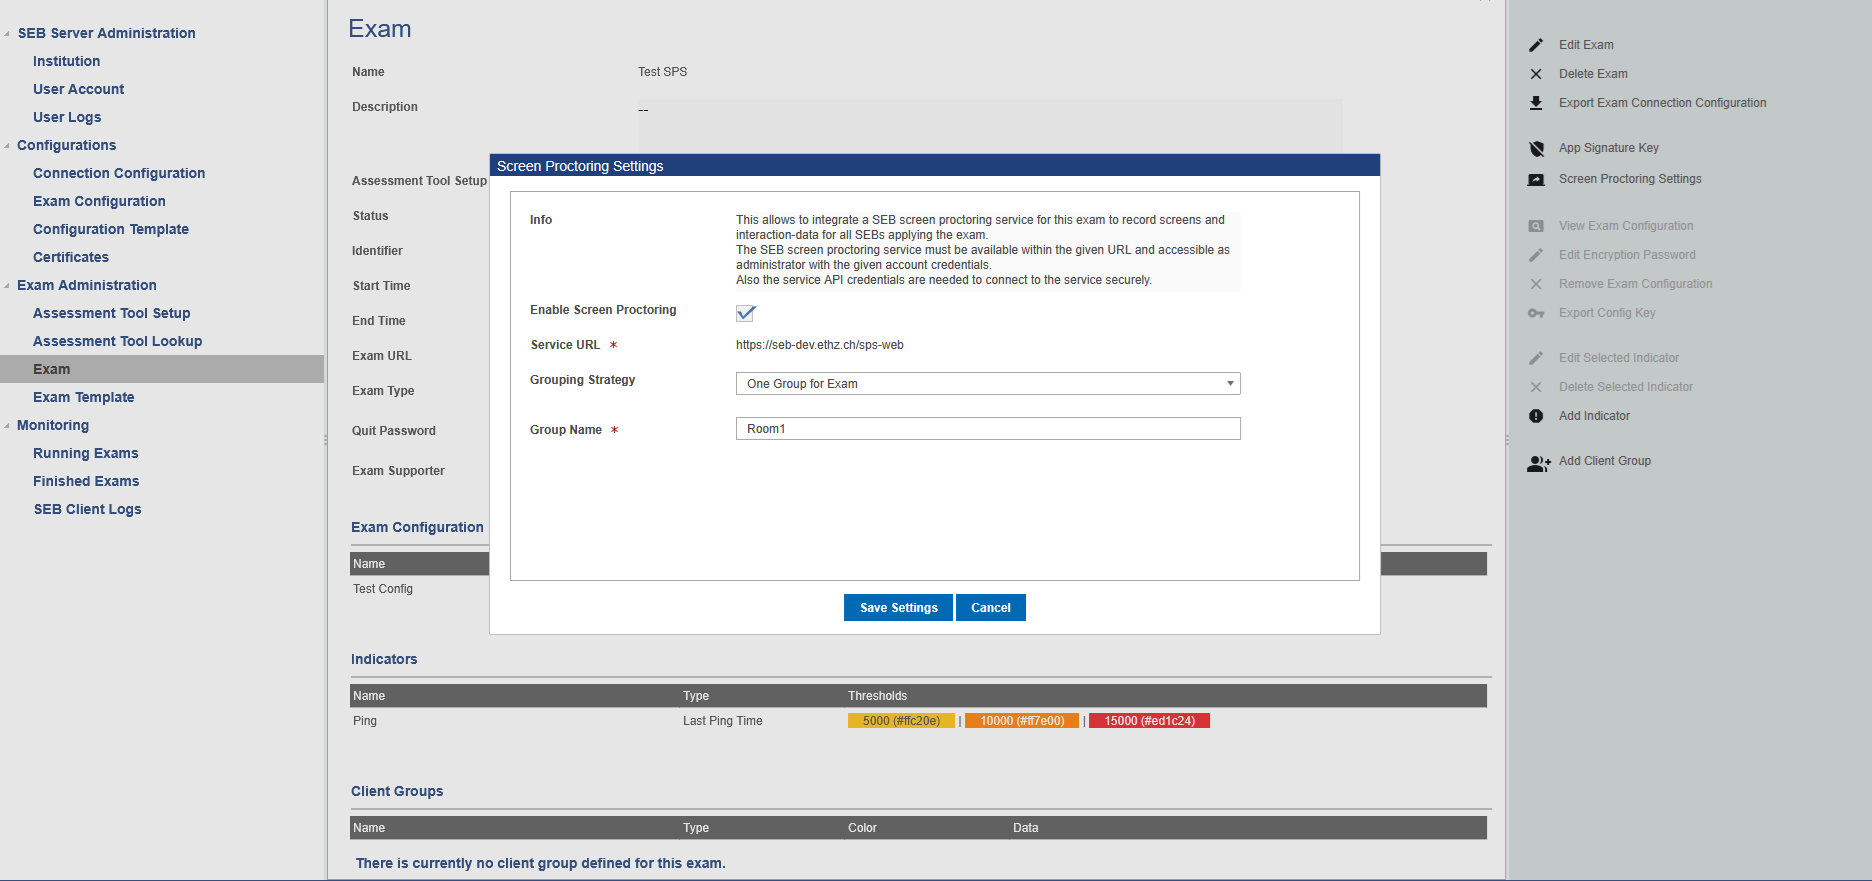 SEB Server Administration
Institution
User Account
User Logs
Configurations
Connection Configuration
Exam Configuration
Configuration Template
Certificates
Exam Administration
Assessment Tool Setup
Assessment Tool Lookup
Exam
Exam Template
Monitoring
Running Exams
Finished Exams
SEB Client Logs
Exam
Name Test SPS
Description --
Assessment Tool Setup
Status
Identifier
Start Time
End Time
Exam URL
Exam Type
Quit Password
Exam Supporter
Exam Configuration
Name
Test Config
Screen Proctoring Settings
Info
This allows to integrate a SEB screen proctoring service for this exam to record screens and
interaction-data for all SEBs applying the exam.
The SEB screen proctoring service must be available within the given URL and accessible as
administrator with the given account credentials.
Also the service API credentials are needed to connect to the service securely.
Enable Screen Proctoring
Service URL * https://seb-dev.ethz.ch/sps-web
Grouping Strategy One Group for Exam
Group Name * Room1
Save Settings Cancel
Indicators
Name Type Thresholds
Ping Last Ping Time 5000 (#ffc20e) | 10000 (#ff7e00) | 15000 (#ed1c24)
Client Groups
Name Type Color Data
There is currently no client group defined for this exam.
Edit Exam
Delete Exam
Export Exam Connection Configuration
App Signature Key
Screen Proctoring Settings
View Exam Configuration
Edit Encryption Password
Remove Exam Configuration
Export Config Key
Edit Selected Indicator
Delete Selected Indicator
Add Indicator
Add Client Group